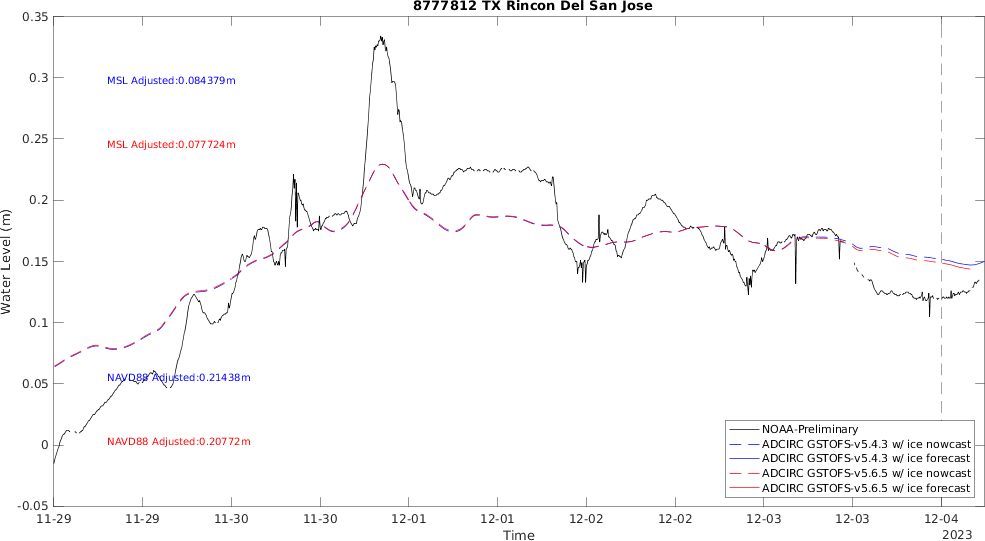 8777812 TX Rincon Del San Jose
0.35
0.3
0.25
0.2
0.15
0.1
0.05
0
-0.05
Water Level (m)
MSL Adjusted:0.084379m
MSL Adjusted:0.077724m
NAVD88 Adjusted:0.21438m
NAVD88 Adjusted:0.20772m
NOAA-Preliminary
ADCIRC GSTOFS-v5.4.3 w/ ice nowcast
ADCIRC GSTOFS-v5.4.3 w/ ice forecast
ADCIRC GSTOFS-v5.6.5 w/ ice nowcast
ADCIRC GSTOFS-v5.6.5 w/ ice forecast
11-29 11-29 11-30 11-30 12-01 12-01 12-02 12-02 12-03 12-03 12-04
Time
2023